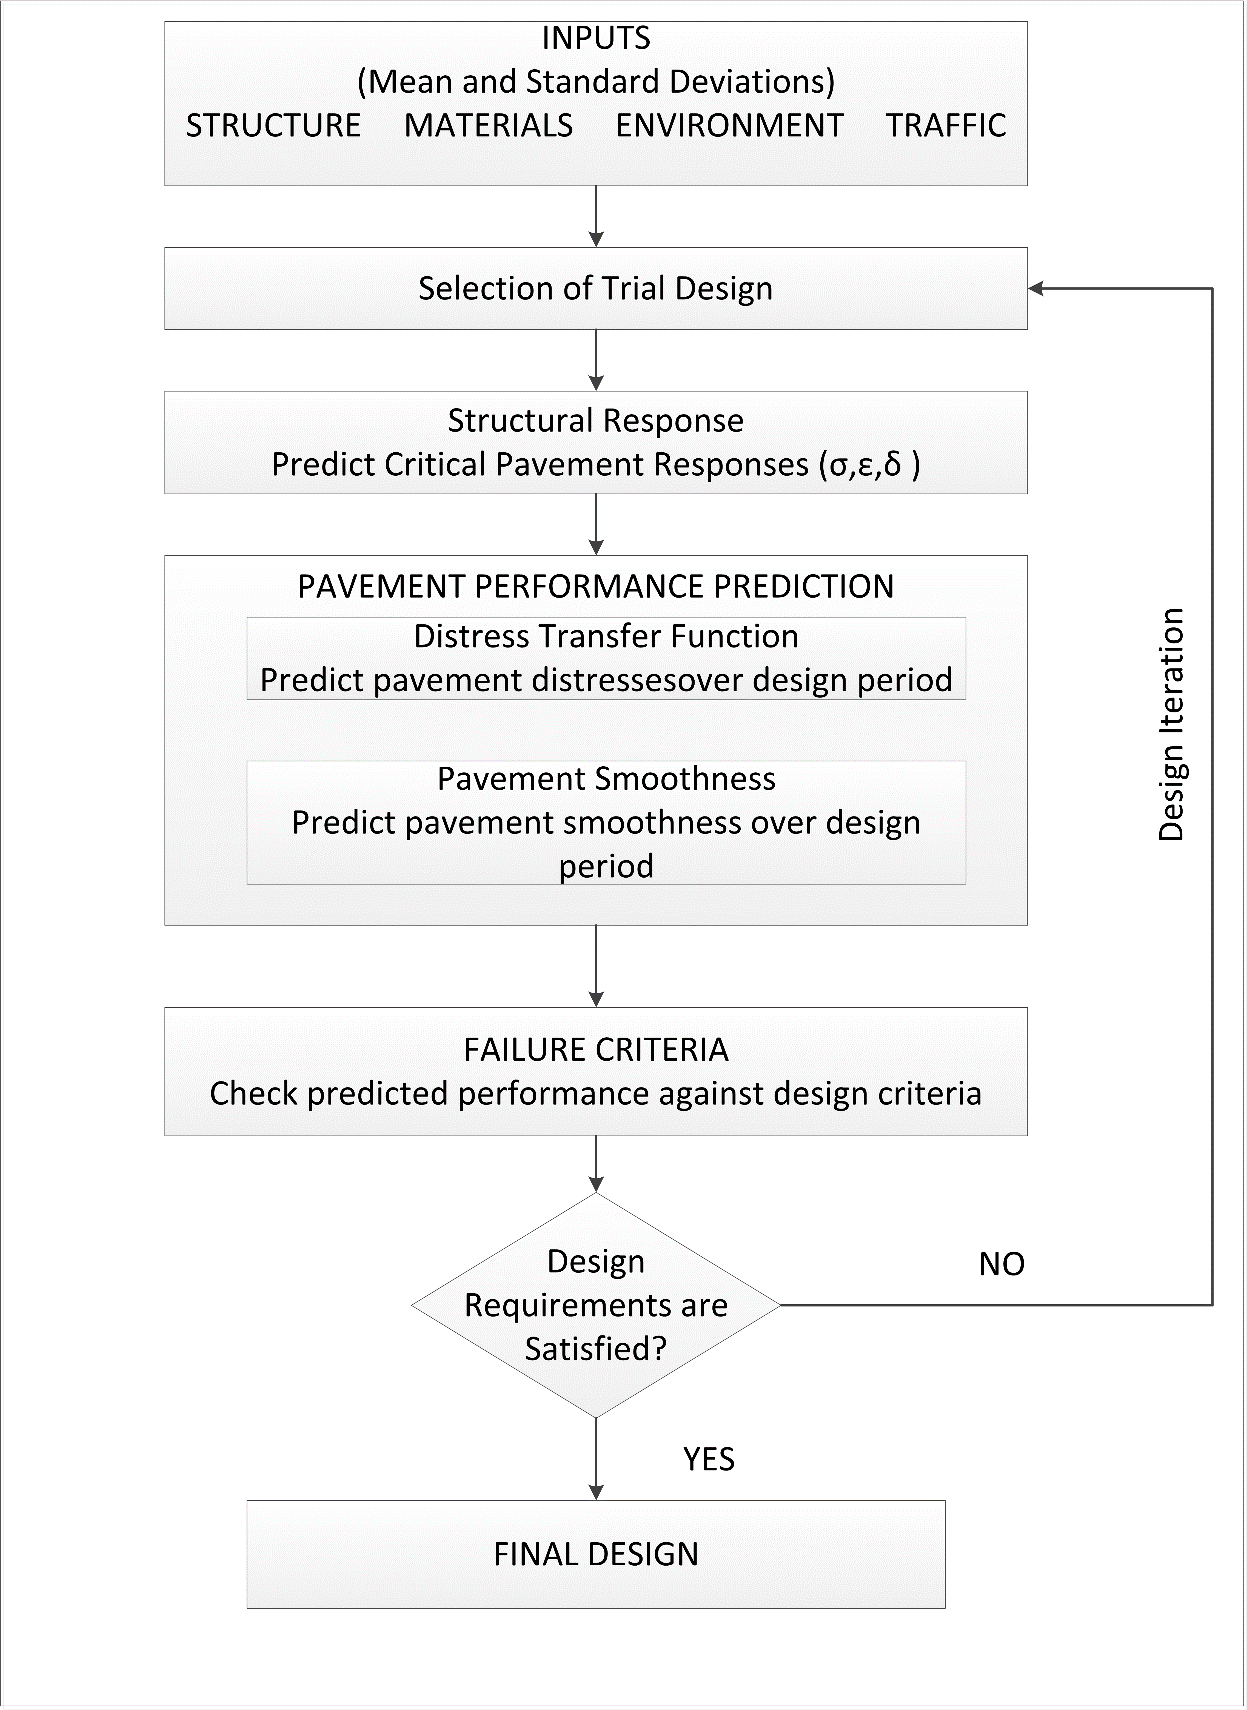 INPUTS
(Mean and Standard Deviations)
STRUCTURE MATERIALS ENVIRONMENT TRAFFIC
Selection of Trial Design
Structural Response
Predict Critical Pavement Responses (σ,ε,δ )
PAVEMENT PERFORMANCE PREDICTION
Distress Transfer Function
Predict pavement distressesover design period
Pavement Smoothness
Predict pavement smoothness over design
period
Design Iteration
FAILURE CRITERIA
Check predicted performance against design criteria
Design
Requirements are
Satisfied?
NO
YES
FINAL DESIGN